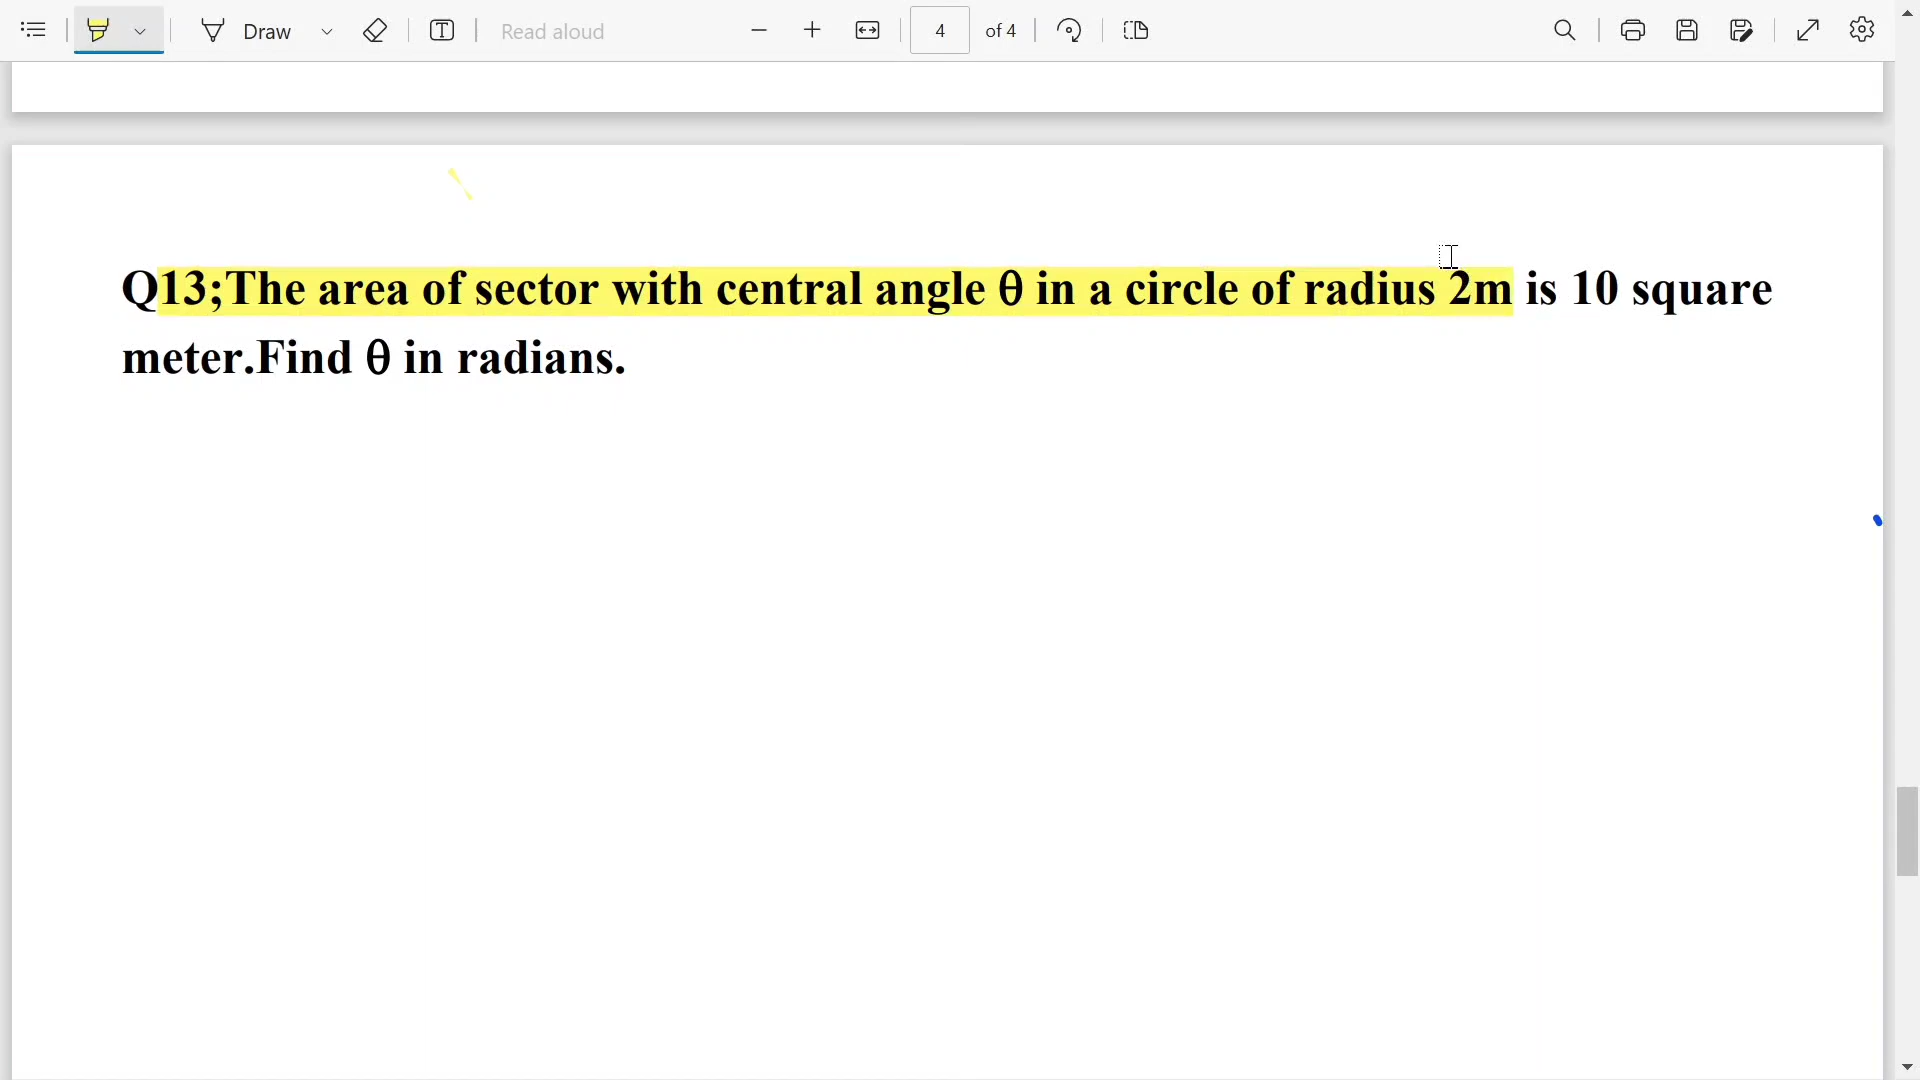 Draw
Read aloud
4 of 4
Q13;The area of sector with central angle θ in a circle of radius 2m is 10 square
meter.Find θ in radians.